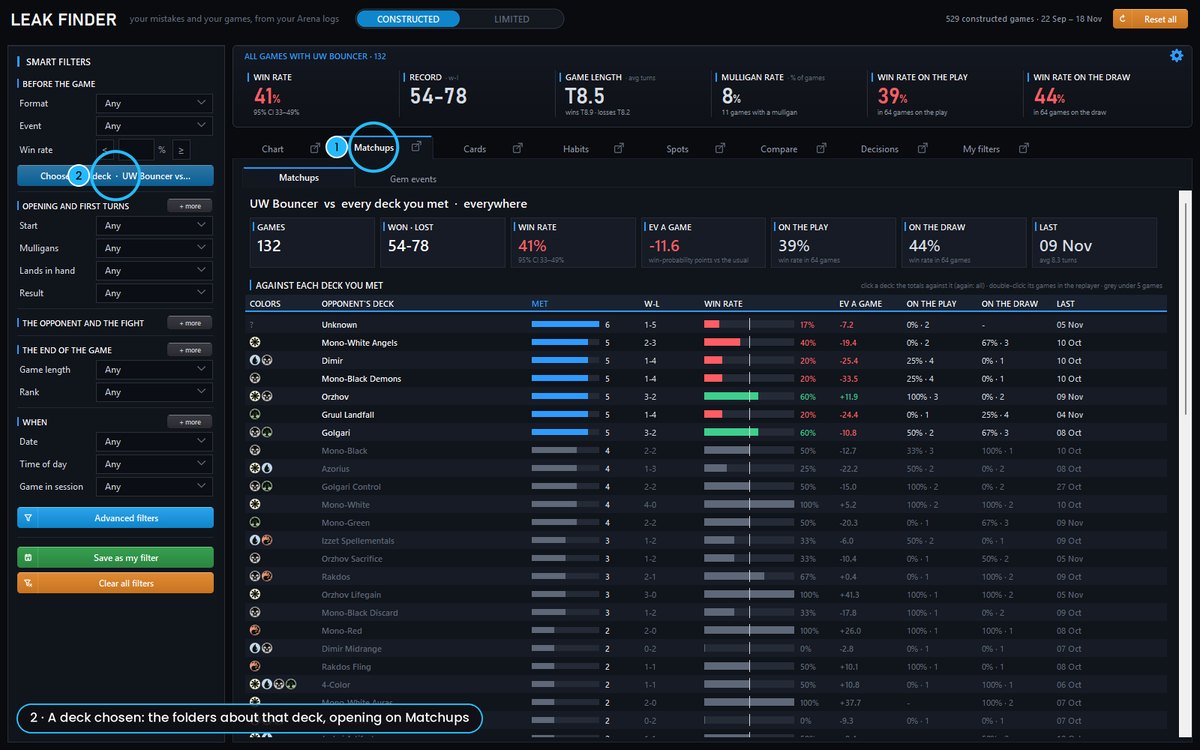 LEAK FINDER your mistakes and your games, from your Arena logs CONSTRUCTED LIMITED 529 constructed games · 22 Sep – 18 Nov Reset all
SMART FILTERS
BEFORE THE GAME
Format Any
Event Any
Win rate < % ≥
Choose deck · UW Bouncer vs...
2
OPENING AND FIRST TURNS + more
Start Any
Mulligans Any
Lands in hand Any
Result Any
THE OPPONENT AND THE FIGHT + more
THE END OF THE GAME + more
Game length Any
Rank Any
WHEN + more
Date Any
Time of day Any
Game in session Any
Advanced filters
Save as my filter
Clear all filters
ALL GAMES WITH UW BOUNCER · 132
WIN RATE
41%
95% CI 33–49%
RECORD · w-l
54-78
GAME LENGTH · avg turns
T8.5
wins T8.9 · losses T8.2
MULLIGAN RATE · % of games
8%
11 games with a mulligan
WIN RATE ON THE PLAY
39%
in 64 games on the play
WIN RATE ON THE DRAW
44%
in 64 games on the draw
Chart 1 Matchups Cards Habits Spots Compare Decisions My filters
Matchups Gem events
UW Bouncer vs every deck you met · everywhere
GAMES
132
WON · LOST
54-78
WIN RATE
41%
95% CI 33–49%
EV A GAME
-11.6
win-probability points vs the usual
ON THE PLAY
39%
win rate in 64 games
ON THE DRAW
44%
win rate in 64 games
LAST
09 Nov
avg 8.3 turns
AGAINST EACH DECK YOU MET click a deck: the totals against it (again: all) · double-click: its games in the replayer · grey under 5 games
COLORS OPPONENT'S DECK MET W-L WIN RATE EV A GAME ON THE PLAY ON THE DRAW LAST
? Unknown 6 1-5 17% -7.2 0% · 2 - 05 Nov
Mono-White Angels 5 2-3 40% -19.4 0% · 2 67% · 3 10 Oct
Dimir 5 1-4 20% -25.4 25% · 4 0% · 1 10 Oct
Mono-Black Demons 5 1-4 20% -33.5 25% · 4 0% · 1 10 Oct
Orzhov 5 3-2 60% +11.9 100% · 3 0% · 2 09 Oct
Gruul Landfall 5 1-4 20% -24.4 0% · 1 25% · 4 04 Nov
Golgari 5 3-2 60% -10.8 50% · 2 67% · 3 08 Oct
Mono-Black 4 2-2 50% -12.7 33% · 3 100% · 1 10 Oct
Azorius 4 1-3 25% -22.2 50% · 2 0% · 2 08 Oct
Golgari Control 4 2-2 50% -15.0 100% · 2 0% · 2 27 Oct
Mono-White 4 4-0 100% +5.2 100% · 2 100% · 2 09 Oct
Mono-Green 4 2-2 50% -20.3 0% · 1 67% · 3 09 Nov
Izzet Spellementals 3 1-2 33% -6.0 50% · 2 0% · 1 09 Oct
Orzhov Sacrifice 3 1-2 33% -10.4 0% · 1 50% · 2 05 Nov
Rakdos 3 2-1 67% +0.4 0% · 1 100% · 2 09 Oct
Orzhov Lifegain 3 3-0 100% +41.3 100% · 1 100% · 2 05 Nov
Mono-Black Discard 3 1-2 33% -17.8 100% · 1 0% · 2 09 Oct
Mono-Red 2 2-0 100% +26.0 100% · 1 100% · 1 08 Oct
Dimir Midrange 2 0-2 0% -2.8 0% · 1 0% · 1 07 Oct
Rakdos Fling 2 1-1 50% +10.1 100% · 1 0% · 1 08 Oct
4-Color 2 1-1 50% +10.8 0% · 1 100% · 1 06 Oct
Mono-White Auras 2 2-0 100% +37.7 - 100% · 2 07 Oct
2 0-2 0% -9.3 0% · 1 0% · 1 07 Oct
2 · A deck chosen: the folders about that deck, opening on Matchups